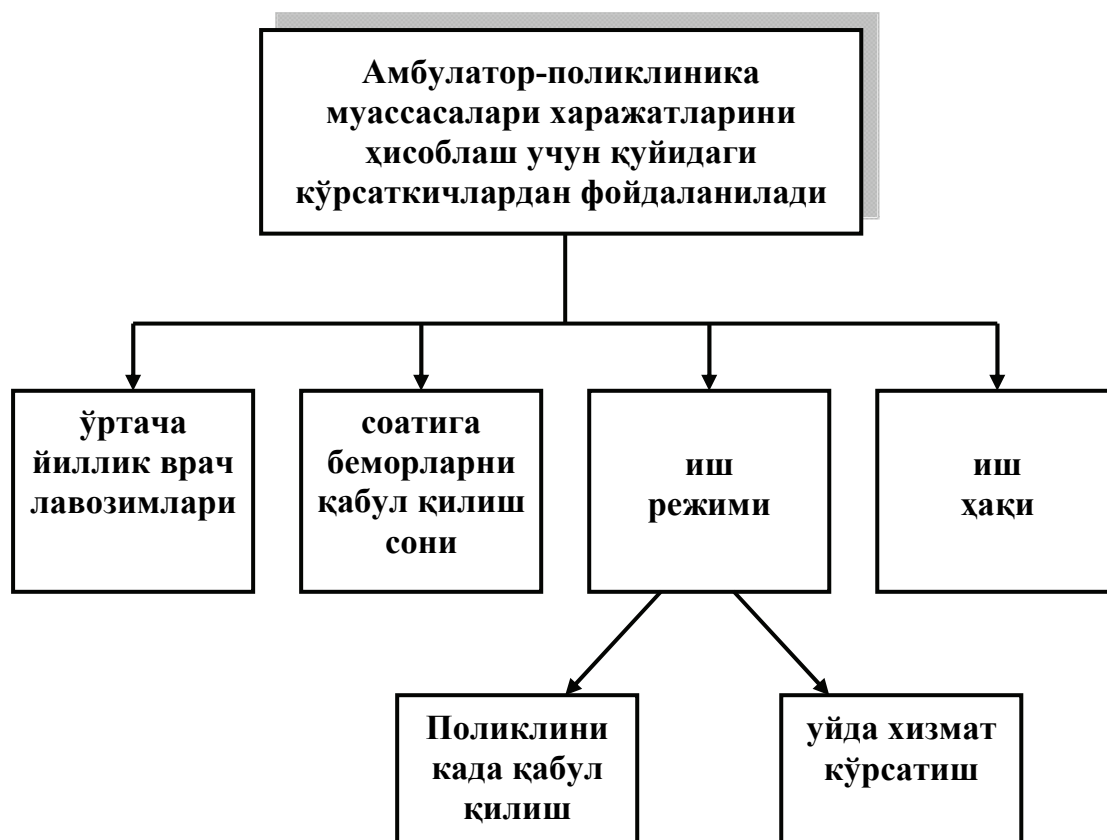 Амбулатор-поликлиника
муассасалари харажатларини
ҳисоблаш учун қуйидаги
кўрсаткичлардан фойдаланилади
ўртача
йиллик врач
лавозимлари
соатига
беморларни
қабул қилиш
сони
иш
режими
иш
ҳақи
Поликлини
када қабул
қилиш
уйда хизмат
кўрсатиш